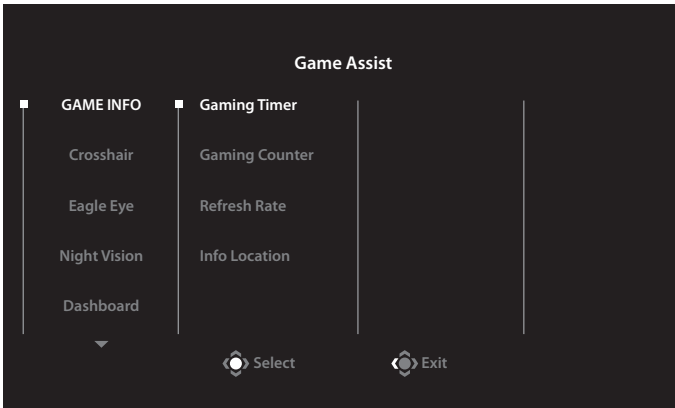 Game Assist
GAME INFO
Gaming Timer
Crosshair
Gaming Counter
Eagle Eye
Refresh Rate
Night Vision
Info Location
Dashboard
Select
Exit